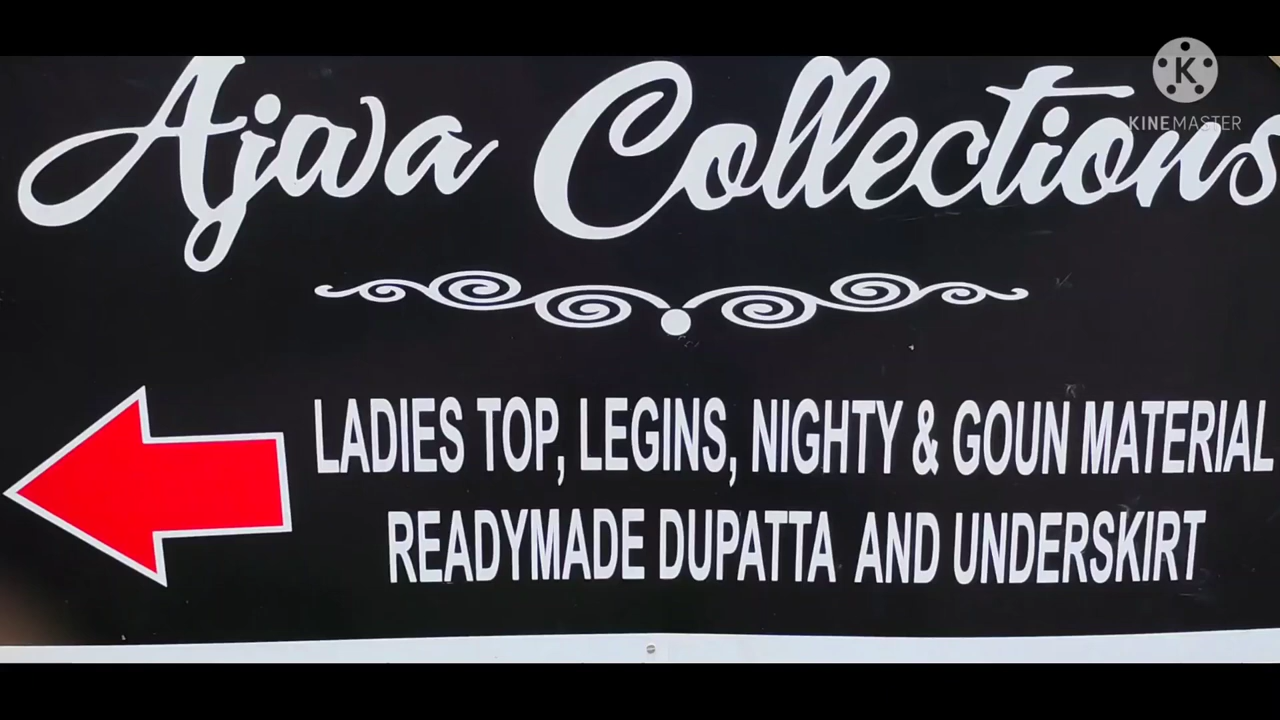 Ajwa Collections
K
KINEMASTER
LADIES TOP, LEGINS, NIGHTY & GOUN MATERIAL
READYMADE DUPATTA AND UNDERSKIRT